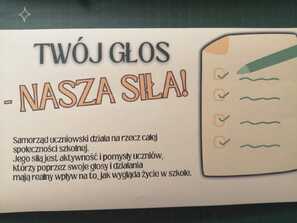 TWÓJ GŁOS
- NASZA SIŁA!
Samorząd uczniowski działa na rzecz całej
społeczności szkolnej.
Jego siłą jest aktywność i pomysły uczniów,
którzy poprzez swoje głosy i działania
mają realny wpływ na to, jak wygląda życie w szkole.